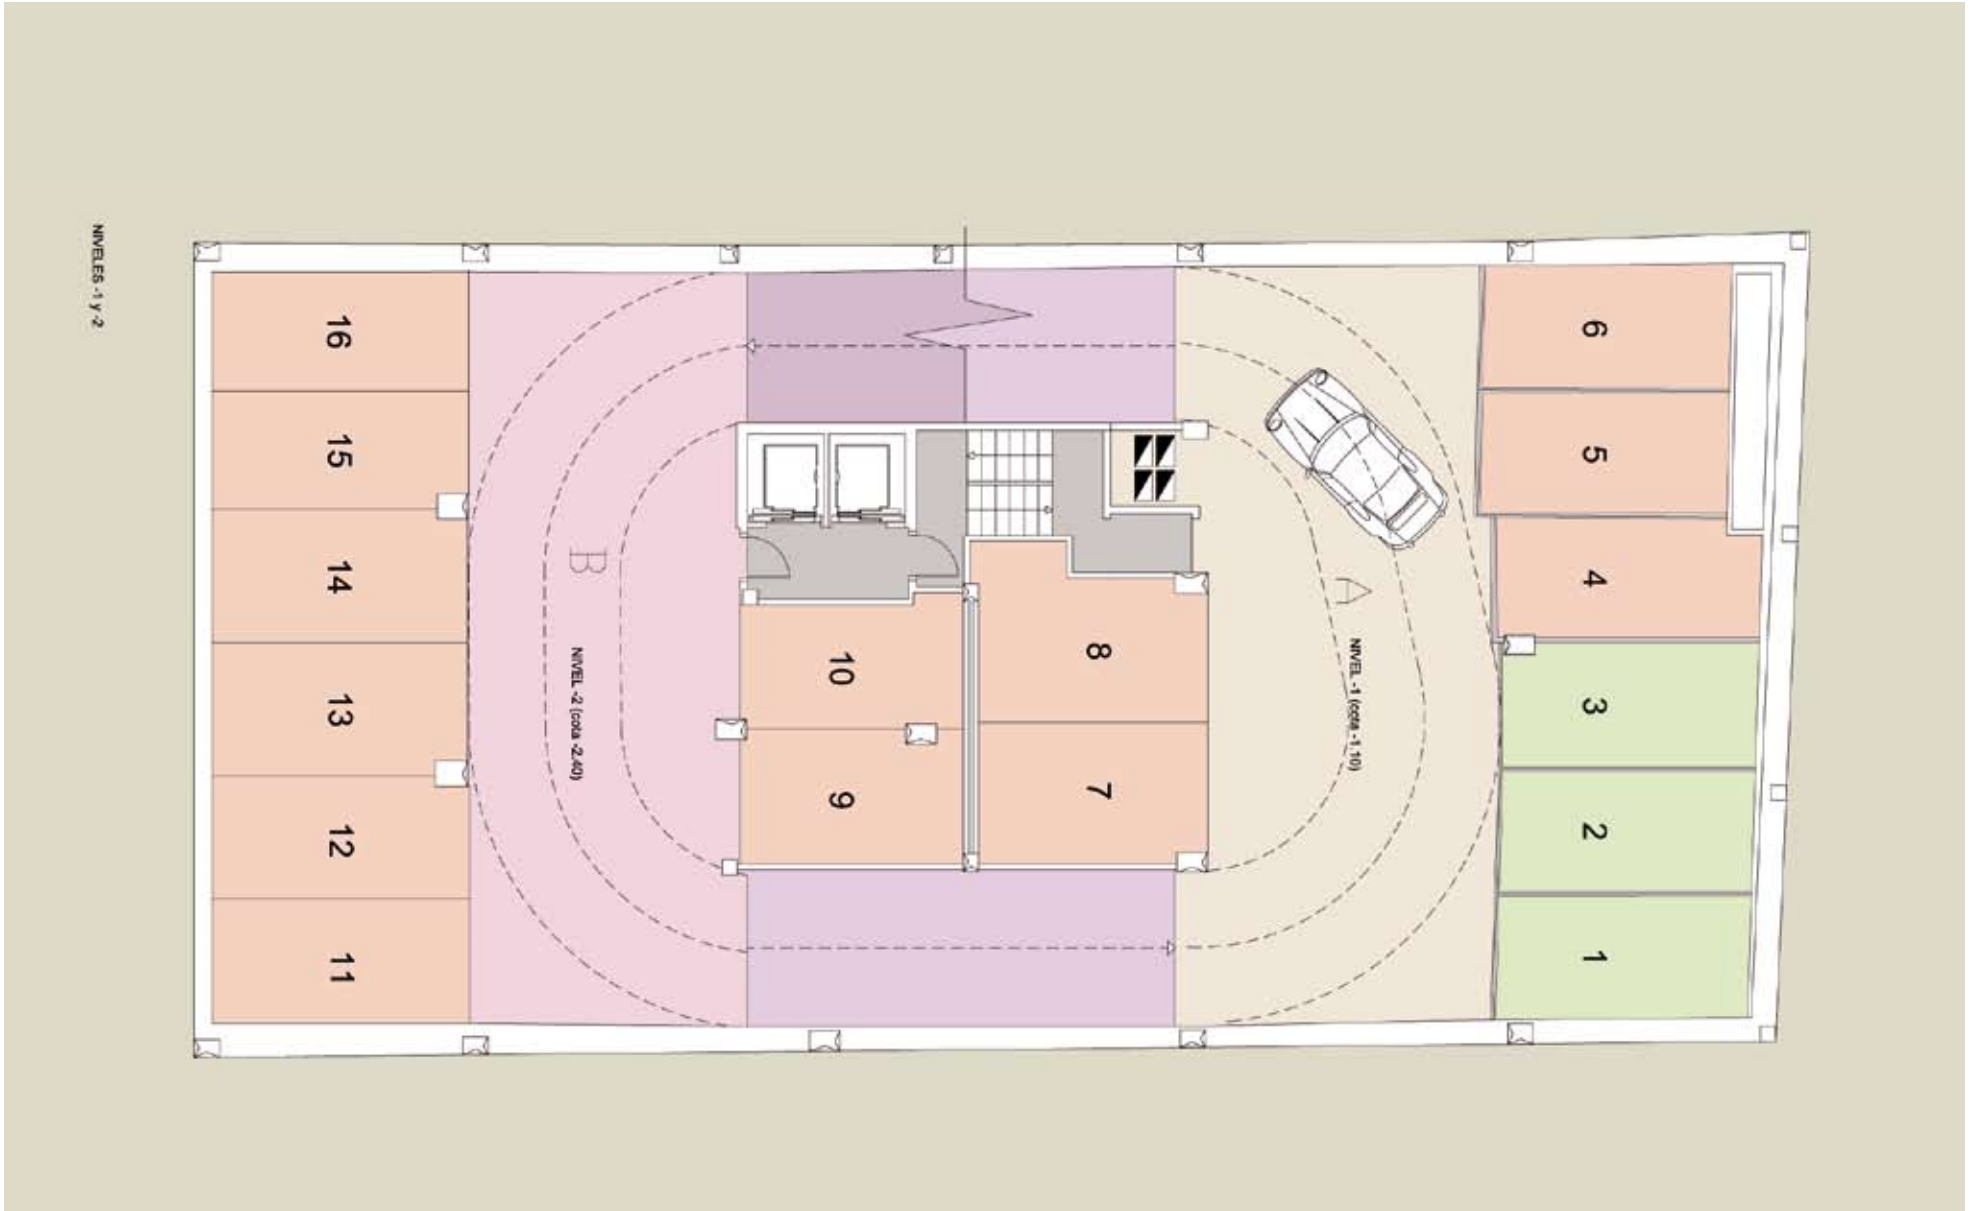 6 5 4 3 2 1
A
NIVEL -1 (cota -1.10)
8 7
10 9
B
NIVEL -2 (cota -2.40)
16 15 14 13 12 11
NIVELES -1 y -2